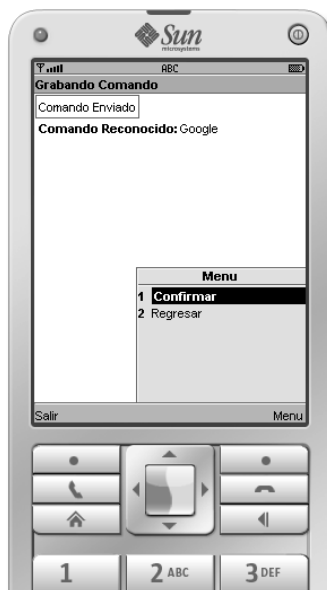 Sun
microsystems
ABC
Grabando Comando
Comando Enviado
Comando Reconocido: Google
Menu
1 Confirmar
2 Regresar
Salir Menu
1 2 ABC 3 DEF